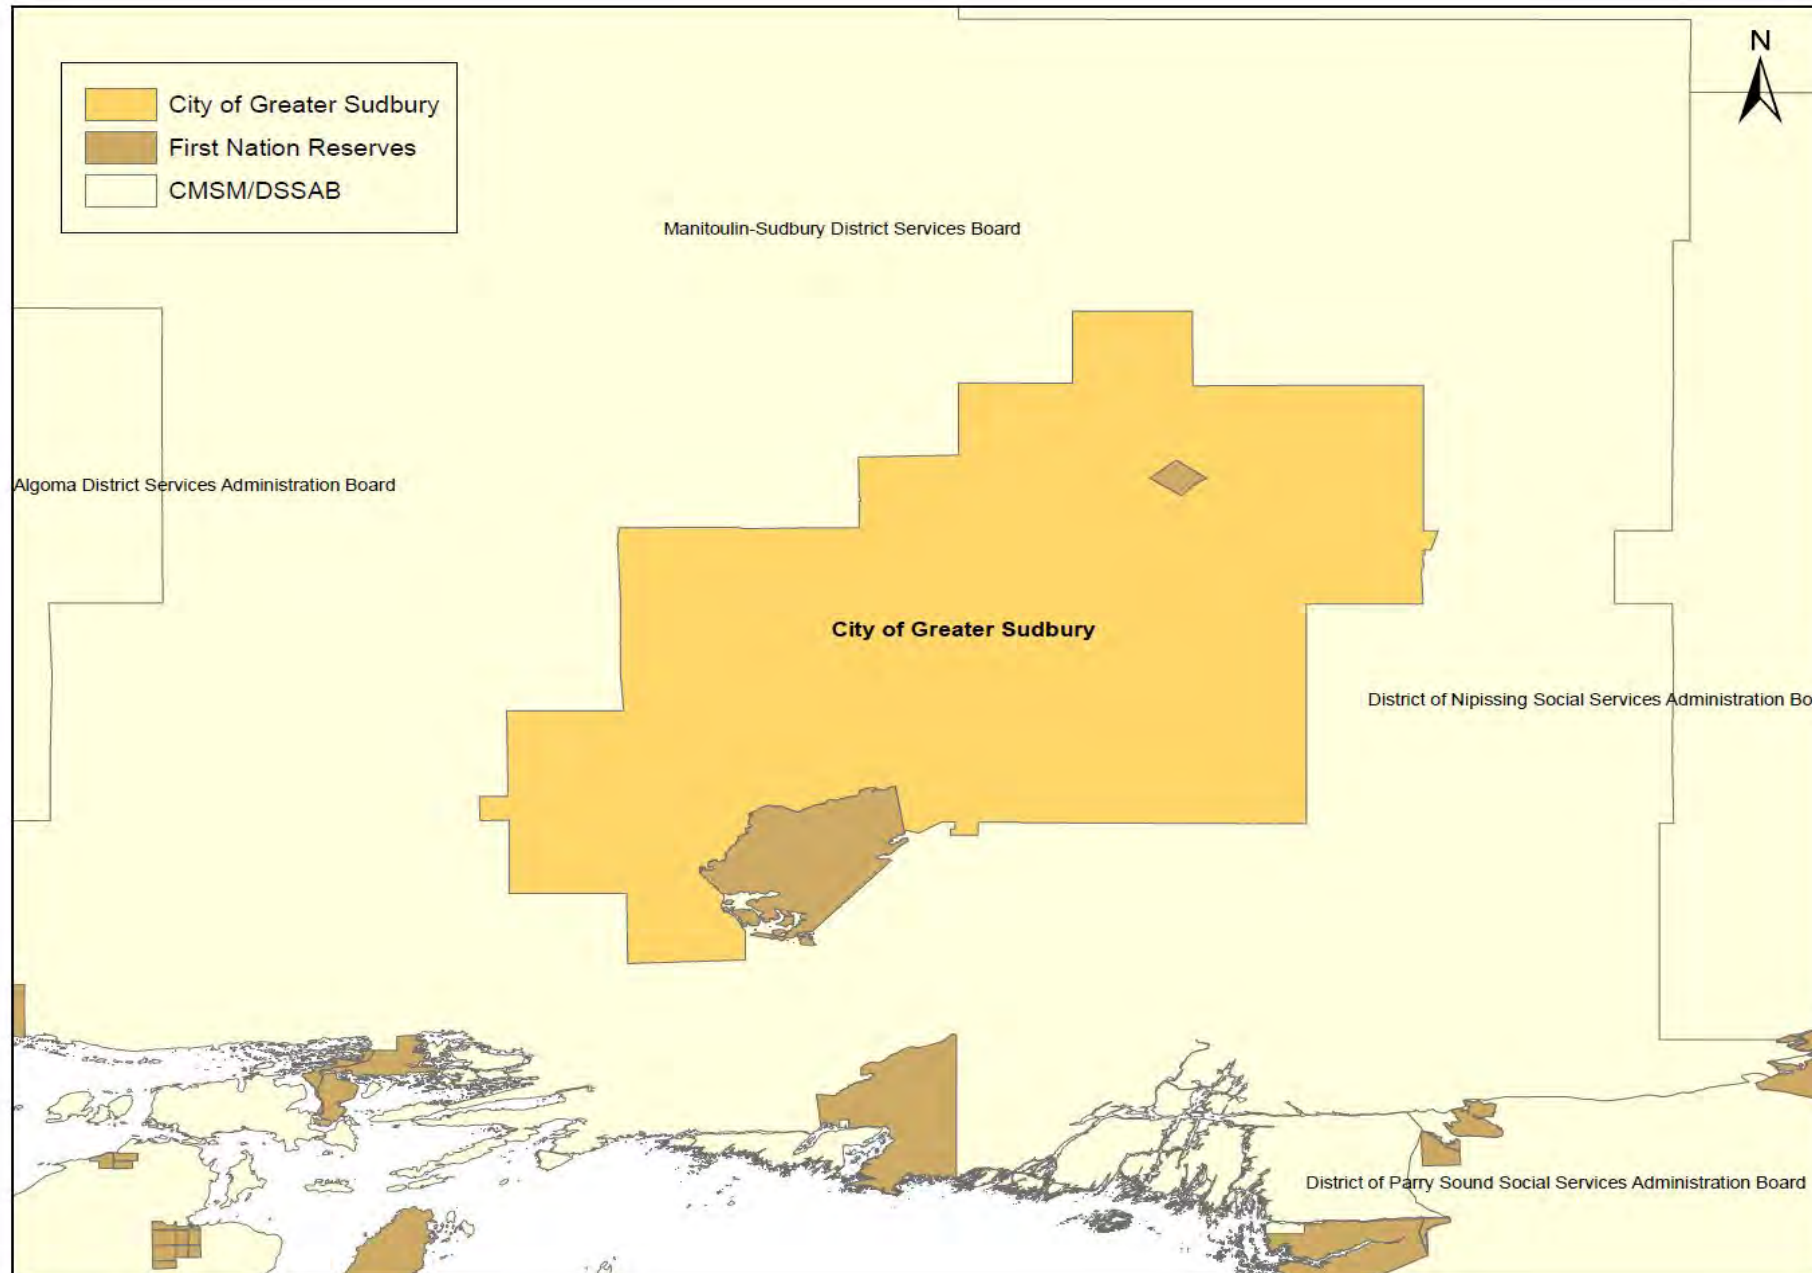 N
City of Greater Sudbury
First Nation Reserves
CMSM/DSSAB
Manitoulin-Sudbury District Services Board
Algoma District Services Administration Board
City of Greater Sudbury
District of Nipissing Social Services Administration Bo
District of Parry Sound Social Services Administration Board